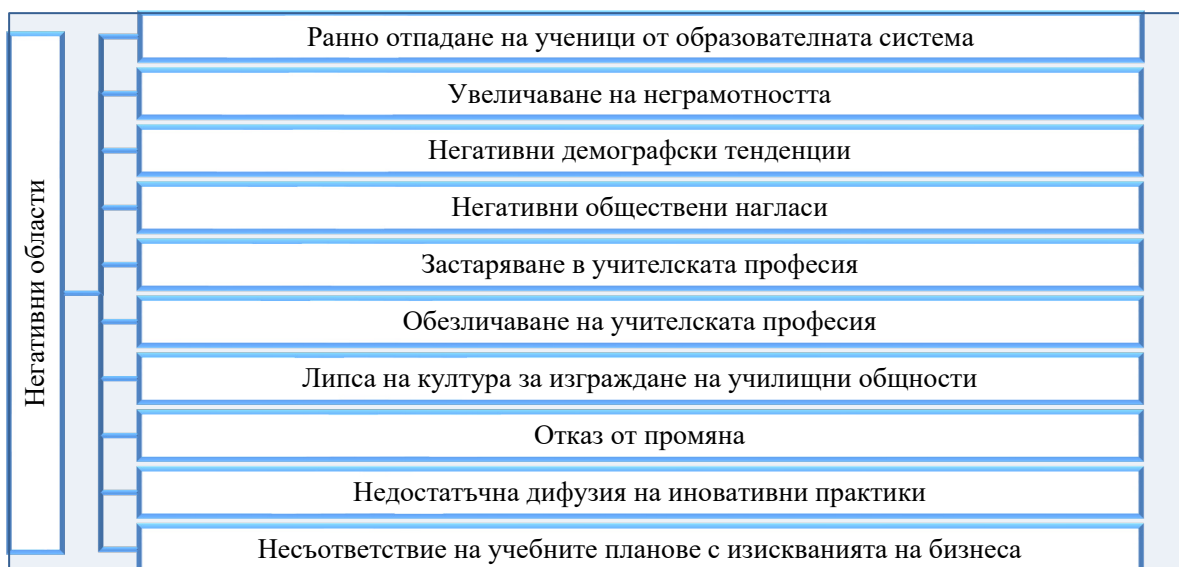 Негативни области
Ранно отпадане на ученици от образователната система
Увеличаване на неграмотността
Негативни демографски тенденции
Негативни обществени нагласи
Застаряване в учителската професия
Обезличаване на учителската професия
Липса на култура за изграждане на училищни общности
Отказ от промяна
Недостатъчна дифузия на иновативни практики
Несъответствие на учебните планове с изискванията на бизнеса